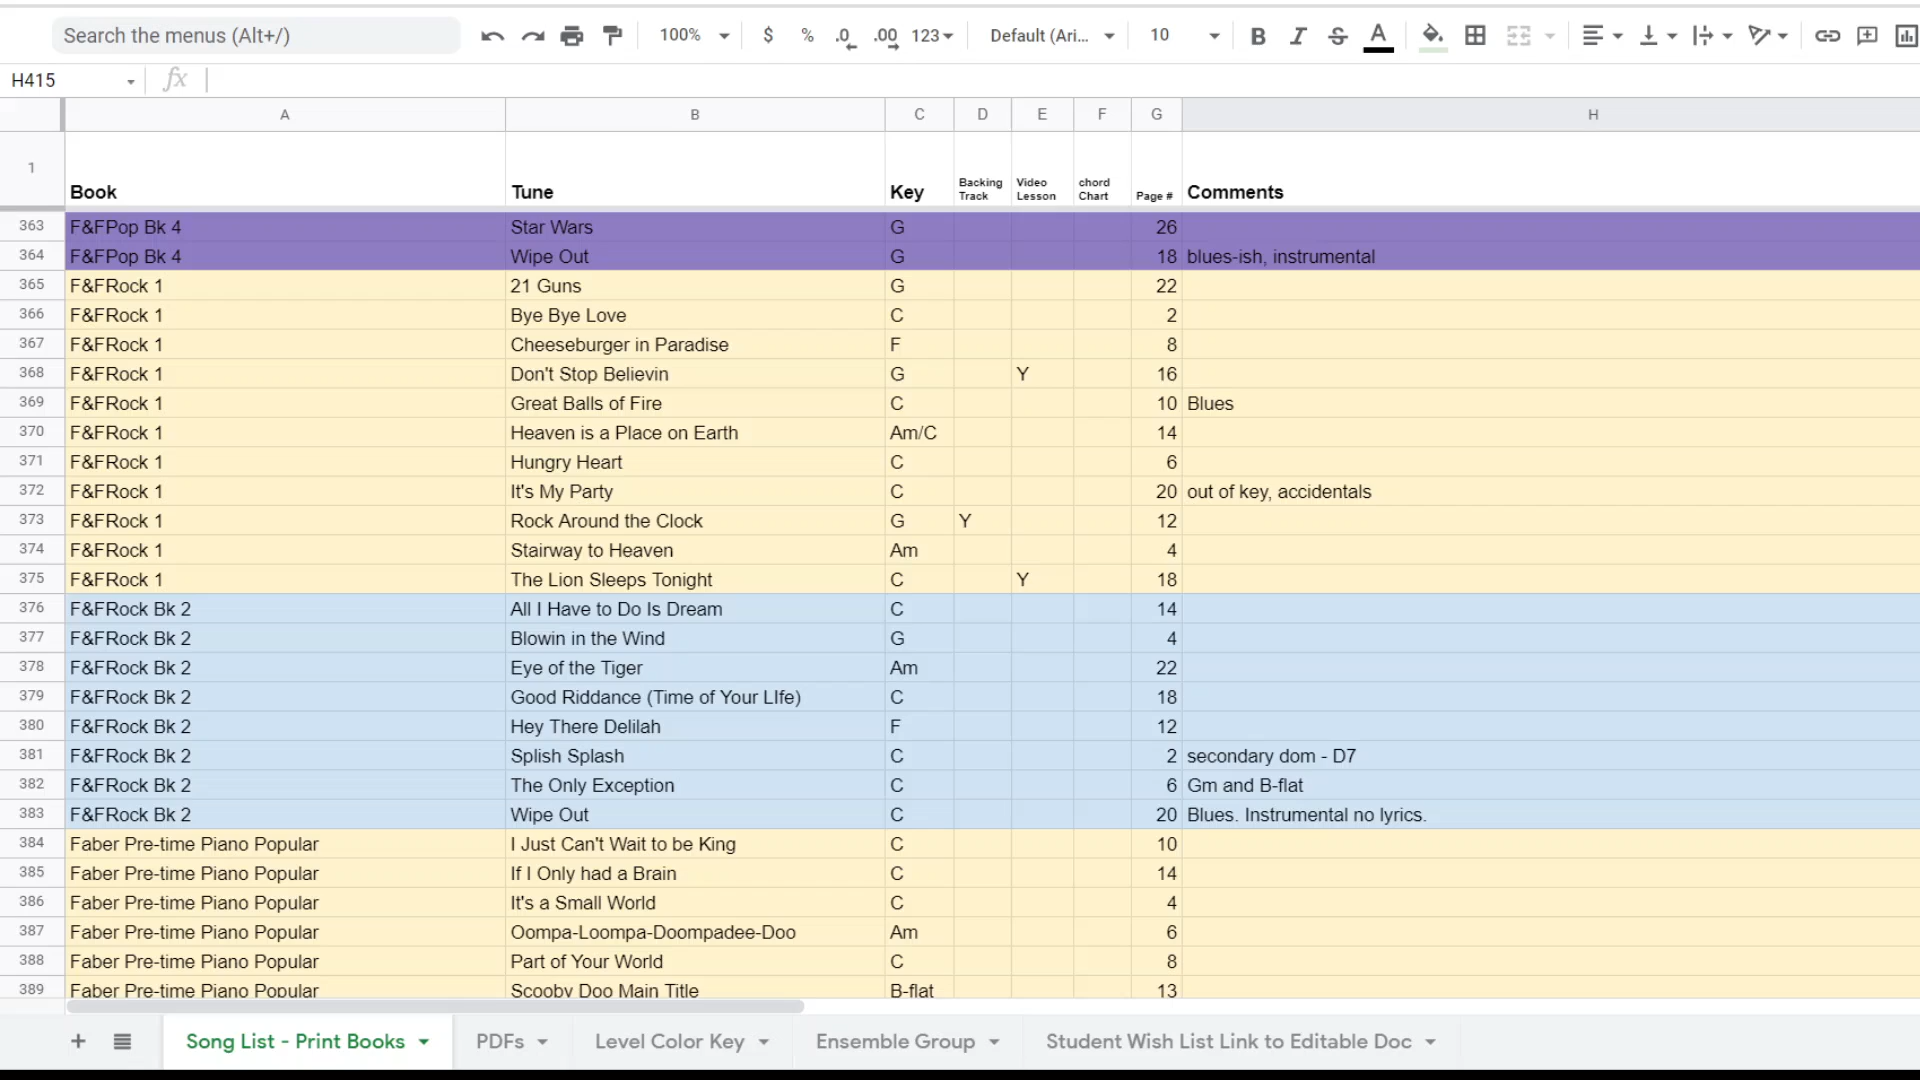 Search the menus (Alt+/) 100% $ % .0 .00 123 Default (Ari... 10 B I S A
H415 fx
A B C D E F G H
1 Book Tune Key Backing Track Video Lesson chord Chart Page # Comments
363 F&FPop Bk 4 Star Wars G 26
364 F&FPop Bk 4 Wipe Out G 18 blues-ish, instrumental
365 F&FRock 1 21 Guns G 22
366 F&FRock 1 Bye Bye Love C 2
367 F&FRock 1 Cheeseburger in Paradise F 8
368 F&FRock 1 Don't Stop Believin G Y 16
369 F&FRock 1 Great Balls of Fire C 10 Blues
370 F&FRock 1 Heaven is a Place on Earth Am/C 14
371 F&FRock 1 Hungry Heart C 6
372 F&FRock 1 It's My Party C 20 out of key, accidentals
373 F&FRock 1 Rock Around the Clock G Y 12
374 F&FRock 1 Stairway to Heaven Am 4
375 F&FRock 1 The Lion Sleeps Tonight C Y 18
376 F&FRock Bk 2 All I Have to Do Is Dream C 14
377 F&FRock Bk 2 Blowin in the Wind G 4
378 F&FRock Bk 2 Eye of the Tiger Am 22
379 F&FRock Bk 2 Good Riddance (Time of Your LIfe) C 18
380 F&FRock Bk 2 Hey There Delilah F 12
381 F&FRock Bk 2 Splish Splash C 2 secondary dom - D7
382 F&FRock Bk 2 The Only Exception C 6 Gm and B-flat
383 F&FRock Bk 2 Wipe Out C 20 Blues. Instrumental no lyrics.
384 Faber Pre-time Piano Popular I Just Can't Wait to be King C 10
385 Faber Pre-time Piano Popular If I Only had a Brain C 14
386 Faber Pre-time Piano Popular It's a Small World C 4
387 Faber Pre-time Piano Popular Oompa-Loompa-Doompadee-Doo Am 6
388 Faber Pre-time Piano Popular Part of Your World C 8
389 Faber Pre-time Piano Popular Scooby Doo Main Title B-flat 13
+ Song List - Print Books PDFs Level Color Key Ensemble Group Student Wish List Link to Editable Doc